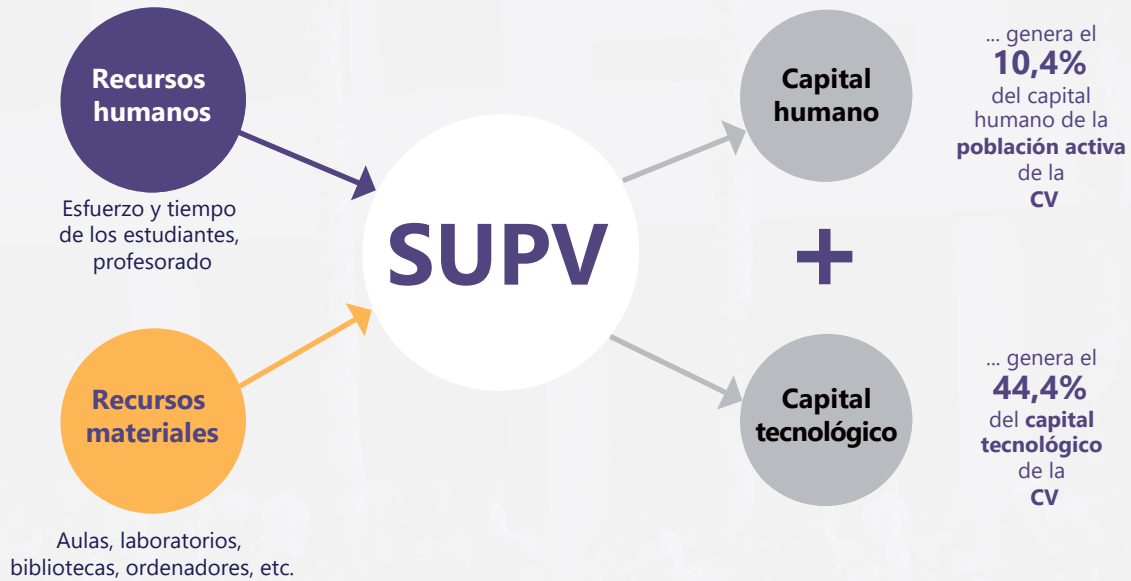 Recursos
humanos
Esfuerzo y tiempo
de los estudiantes,
profesorado
Recursos
materiales
Aulas, laboratorios,
bibliotecas, ordenadores, etc.
SUPV
Capital
humano
+
Capital
tecnológico
... genera el
10,4%
del capital
humano de la
población activa
de la
CV
... genera el
44,4%
del capital
tecnológico
de la
CV